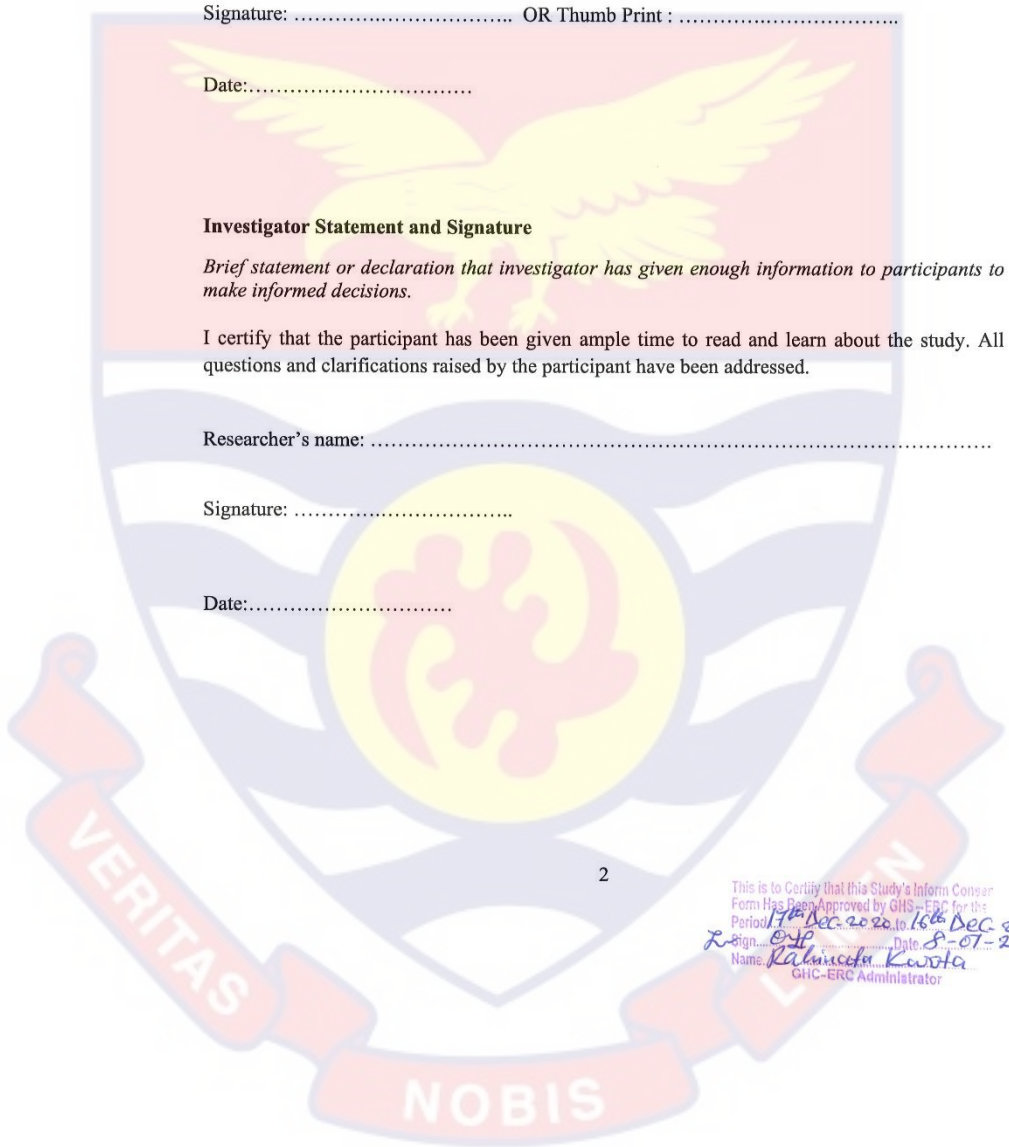 Signature: ………….…………………….. OR Thumb Print : …………..………………..
Date:……………………………
Investigator Statement and Signature
Brief statement or declaration that investigator has given enough information to participants to
make informed decisions.
I certify that the participant has been given ample time to read and learn about the study. All
questions and clarifications raised by the participant have been addressed.
Researcher’s name: …………………………………………………………………………………
Signature: ………….………………..
Date:…………………………
2
This is to Certify that this Study's Inform Consen
Form Has Been Approved by GHS-ERC for the
Period 17th Dec. 2020 to 16th Dec.
Sign. Date. 8-07-2
Name. Kwota
GHC-ERC Administrator
VERITAS
NOBIS